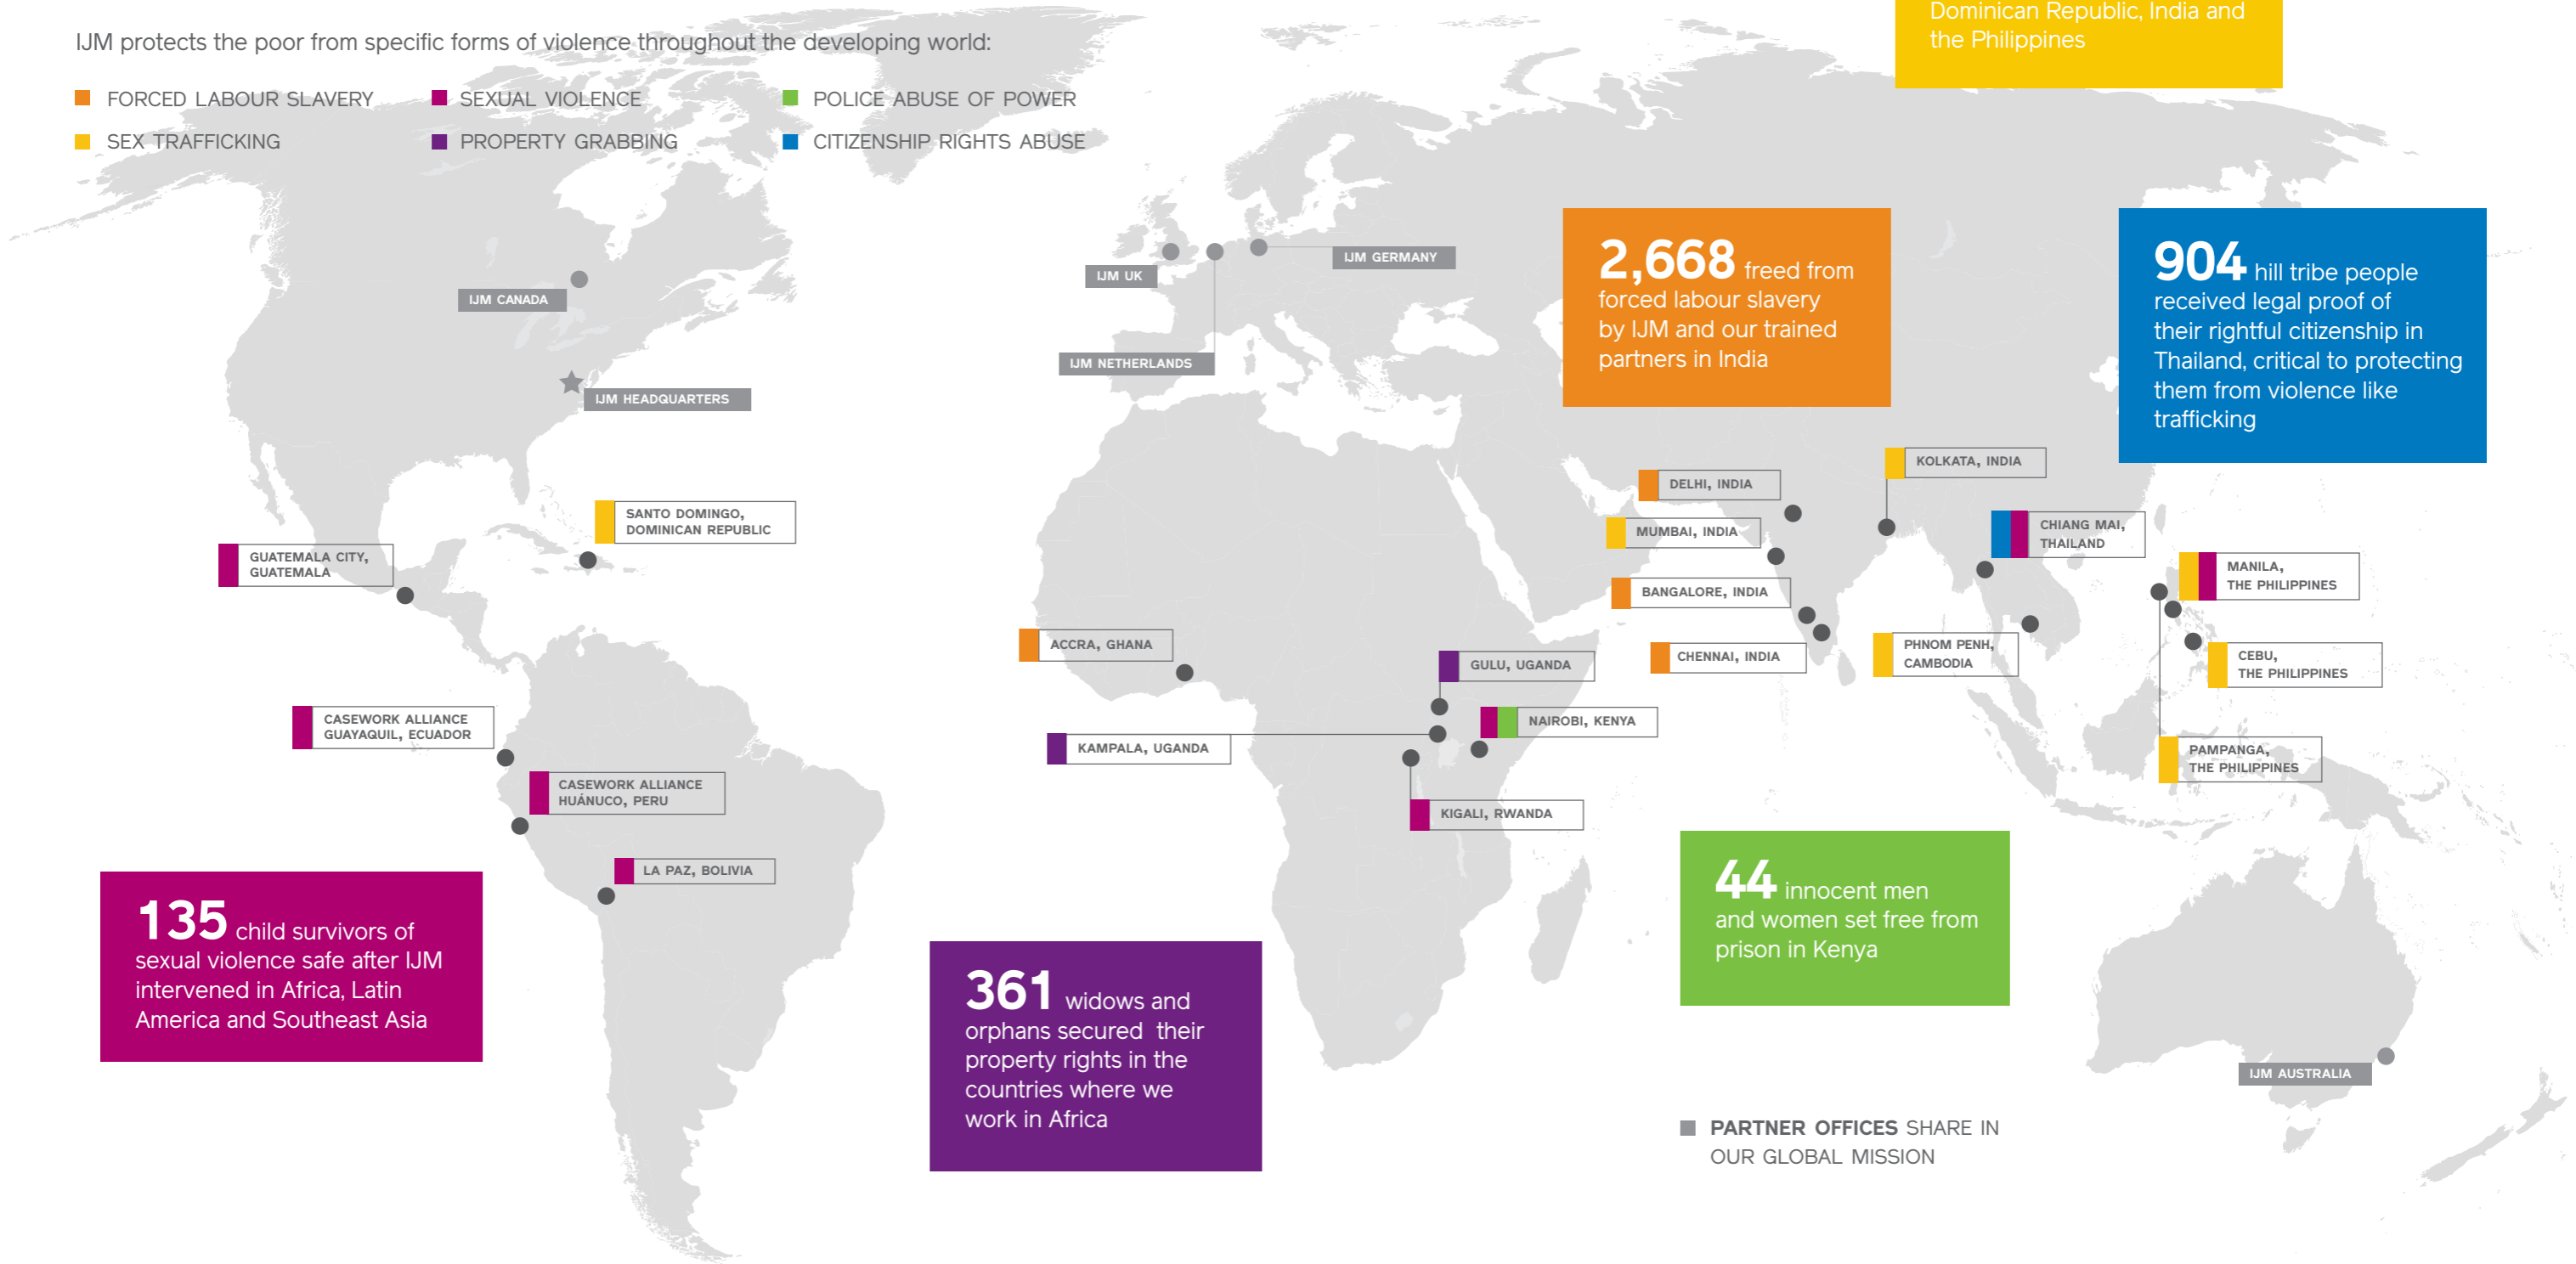 Dominican Republic, India and
the Philippines
IJM protects the poor from specific forms of violence throughout the developing world:
FORCED LABOUR SLAVERY
SEXUAL VIOLENCE
POLICE ABUSE OF POWER
SEX TRAFFICKING
PROPERTY GRABBING
CITIZENSHIP RIGHTS ABUSE
IJM CANADA
IJM HEADQUARTERS
IJM UK
IJM GERMANY
IJM NETHERLANDS
2,668 freed from
forced labour slavery
by IJM and our trained
partners in India
904 hill tribe people
received legal proof of
their rightful citizenship in
Thailand, critical to protecting
them from violence like
trafficking
SANTO DOMINGO,
DOMINICAN REPUBLIC
GUATEMALA CITY,
GUATEMALA
KOLKATA, INDIA
DELHI, INDIA
MUMBAI, INDIA
CHIANG MAI,
THAILAND
MANILA,
THE PHILIPPINES
BANGALORE, INDIA
ACCRA, GHANA
GULU, UGANDA
CHENNAI, INDIA
PHNOM PENH,
CAMBODIA
CEBU,
THE PHILIPPINES
CASEWORK ALLIANCE
GUAYAQUIL, ECUADOR
NAIROBI, KENYA
KAMPALA, UGANDA
PAMPANGA,
THE PHILIPPINES
CASEWORK ALLIANCE
HUÁNUCO, PERU
KIGALI, RWANDA
LA PAZ, BOLIVIA
135 child survivors of
sexual violence safe after IJM
intervened in Africa, Latin
America and Southeast Asia
44 innocent men
and women set free from
prison in Kenya
361 widows and
orphans secured their
property rights in the
countries where we
work in Africa
IJM AUSTRALIA
PARTNER OFFICES SHARE IN
OUR GLOBAL MISSION